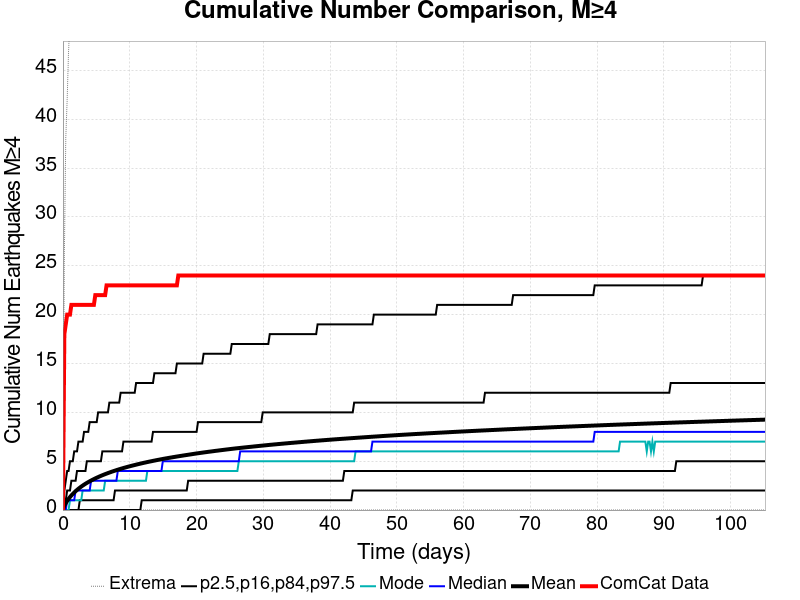 Cumulative Number Comparison, M≥4
Cumulative Num Earthquakes M≥4
45
40
35
30
25
20
15
10
5
0
0 10 20 30 40 50 60 70 80 90 100
Time (days)
Extrema p2.5,p16,p84,p97.5 Mode Median Mean ComCat Data